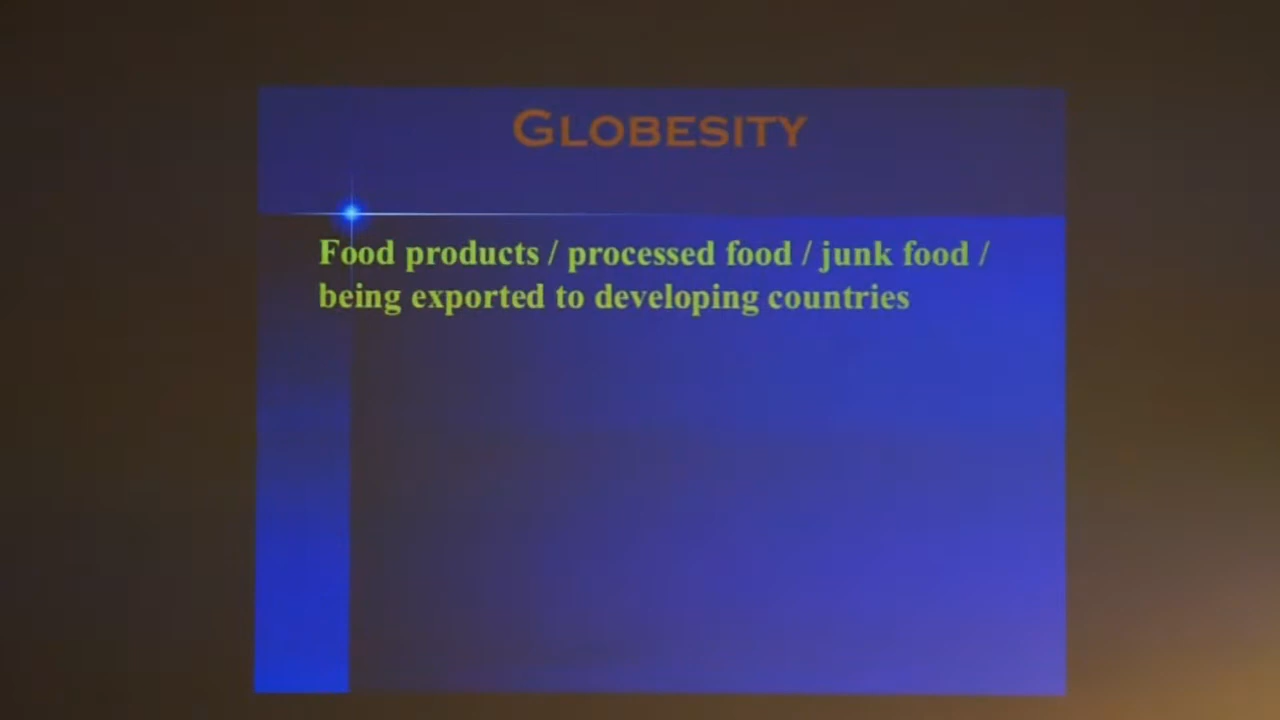 GLOBESITY
Food products / processed food / junk food /
being exported to developing countries